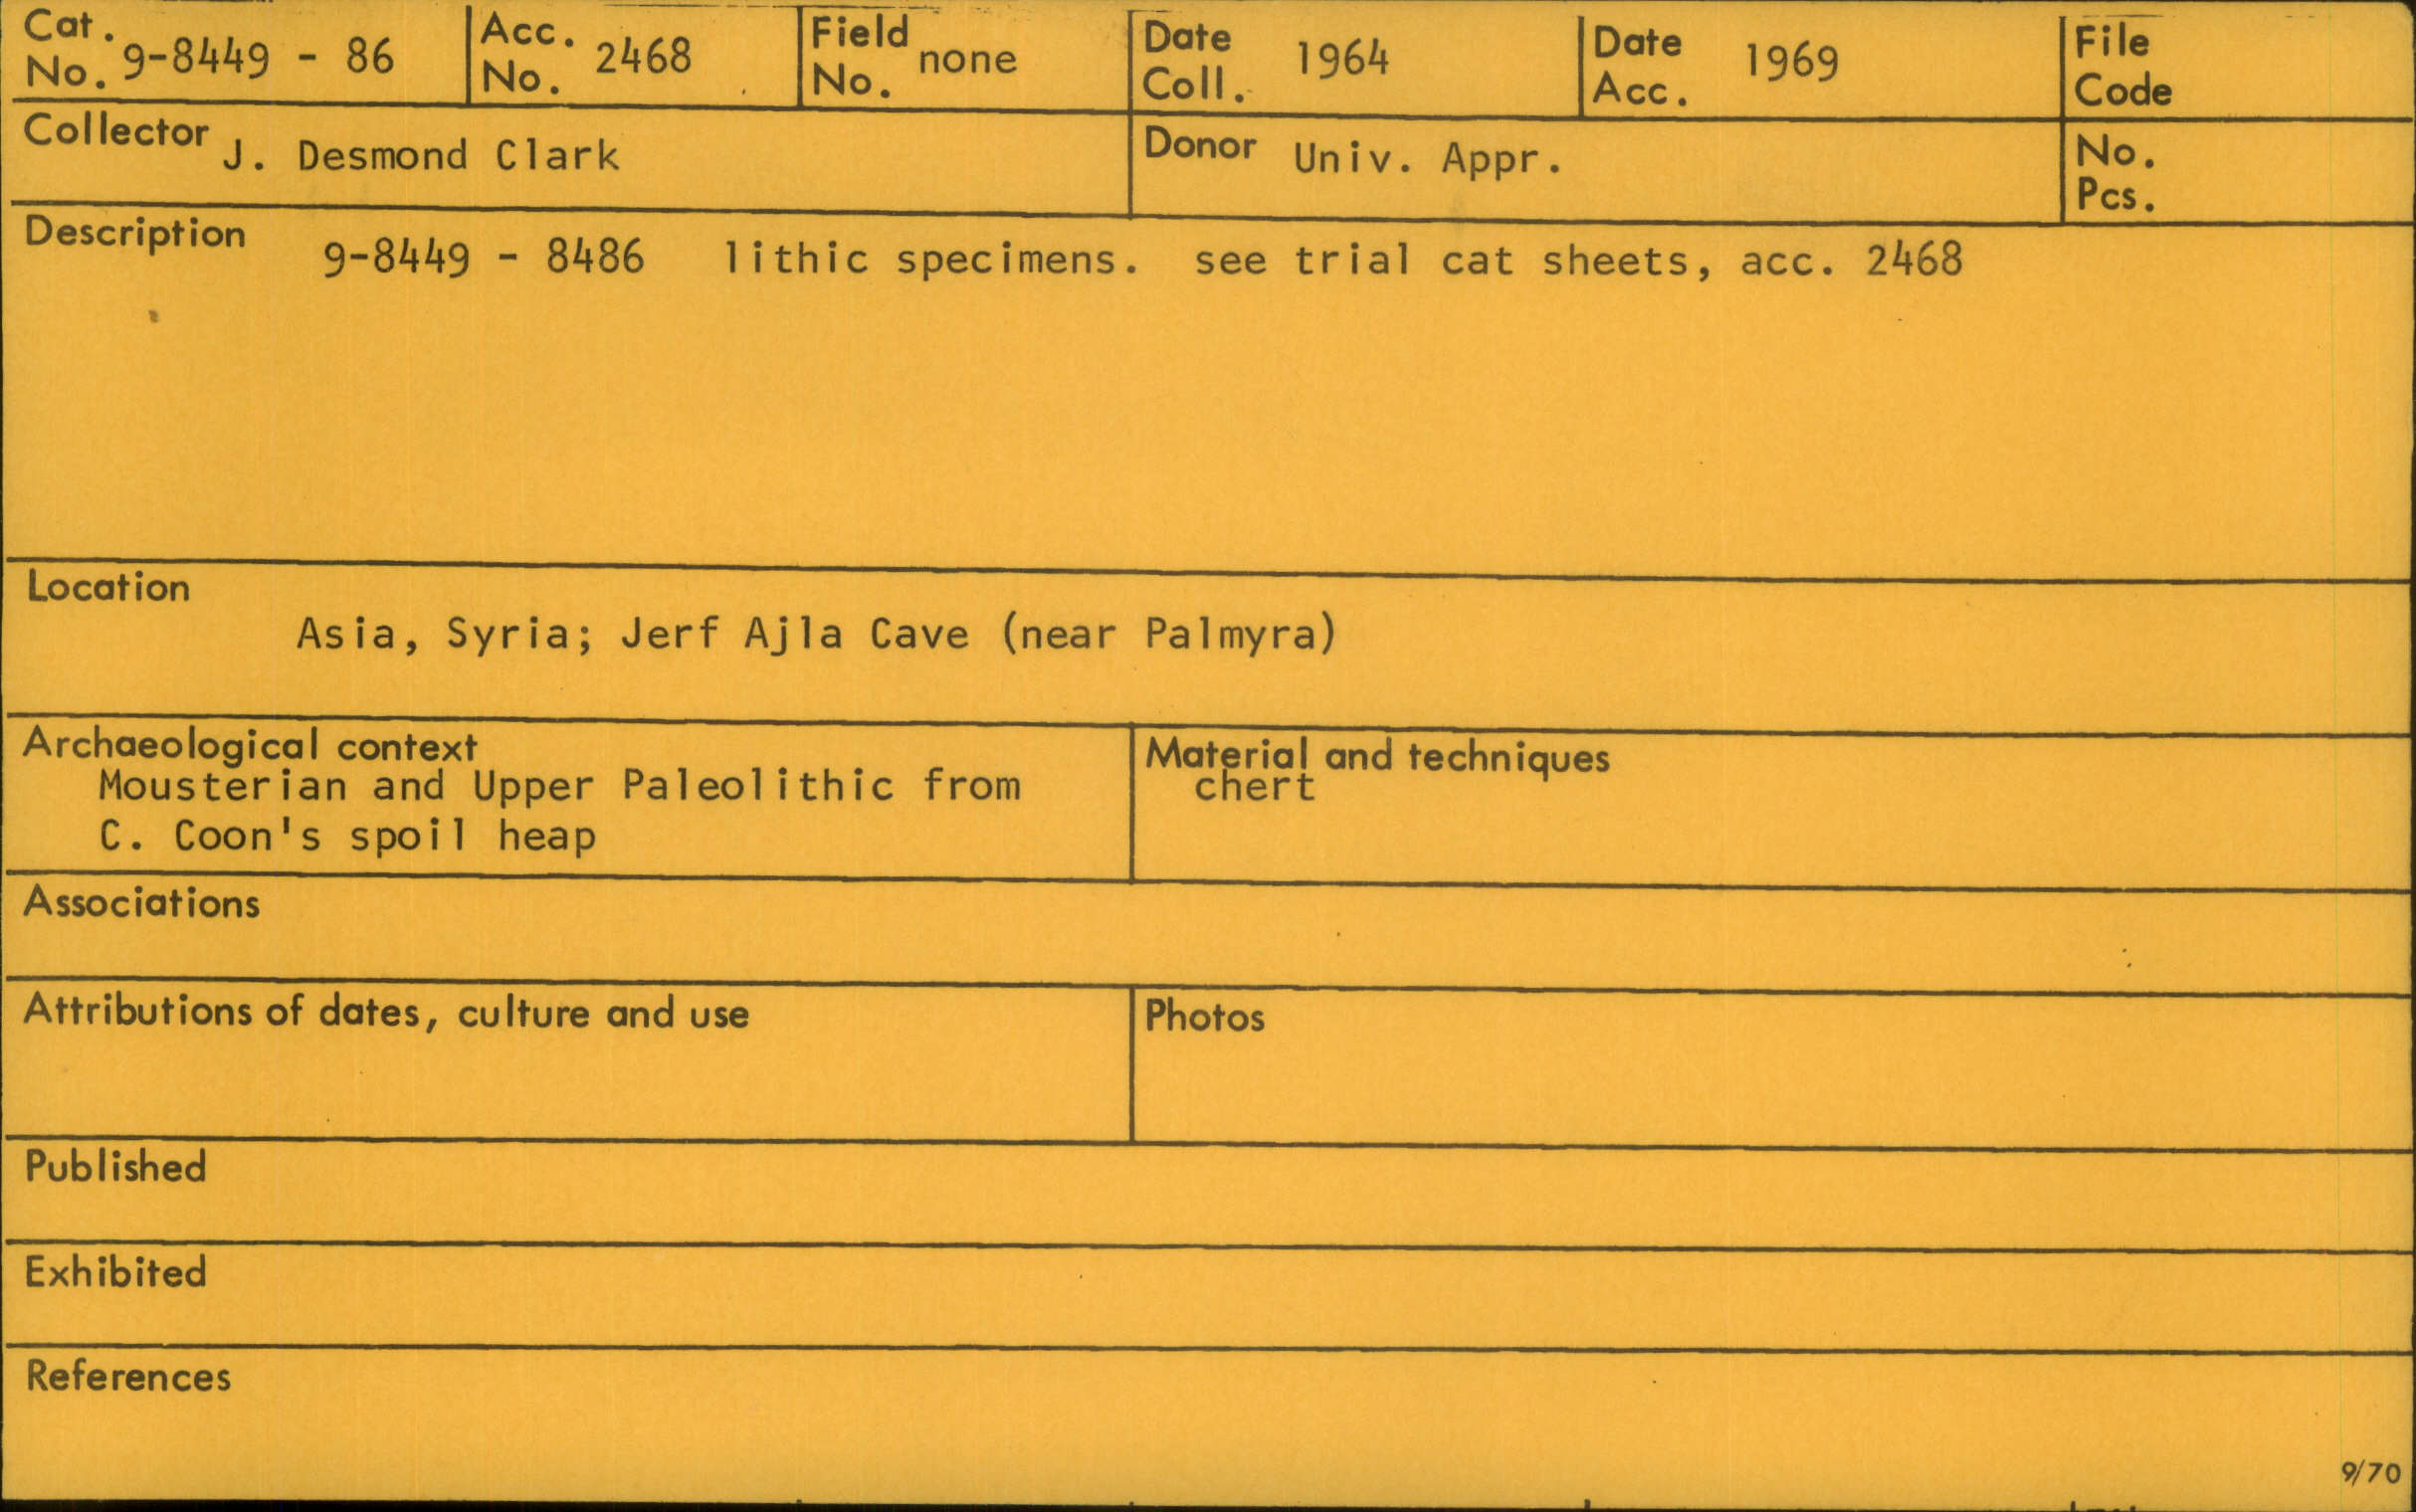 Cat. No. 9-8449 - 86
Acc. No. 2468
Field No. none
Date Coll. 1964
Date Acc. 1969
File Code
Collector J. Desmond Clark
Donor Univ. Appr.
No. Pcs.
Description
9-8449 - 8486 lithic specimens. see trial cat sheets, acc. 2468
Location
Asia, Syria; Jerf Ajla Cave (near Palmyra)
Archaeological context
Mousterian and Upper Paleolithic from
C. Coon's spoil heap
Material and techniques
chert
Associations
Attributions of dates, culture and use
Photos
Published
Exhibited
References
9/70